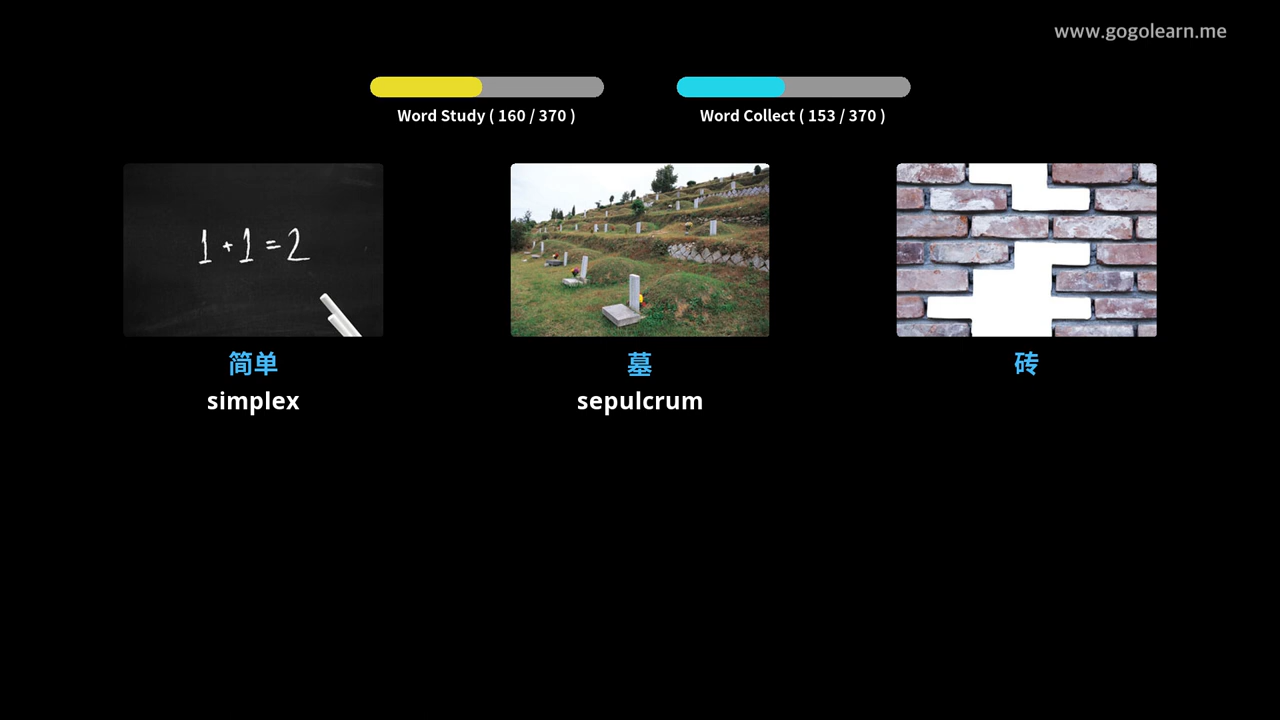 www.gogolearn.me
Word Study ( 160 / 370 )
Word Collect ( 153 / 370 )
1 + 1 = 2
简单
simplex
墓
sepulcrum
砖